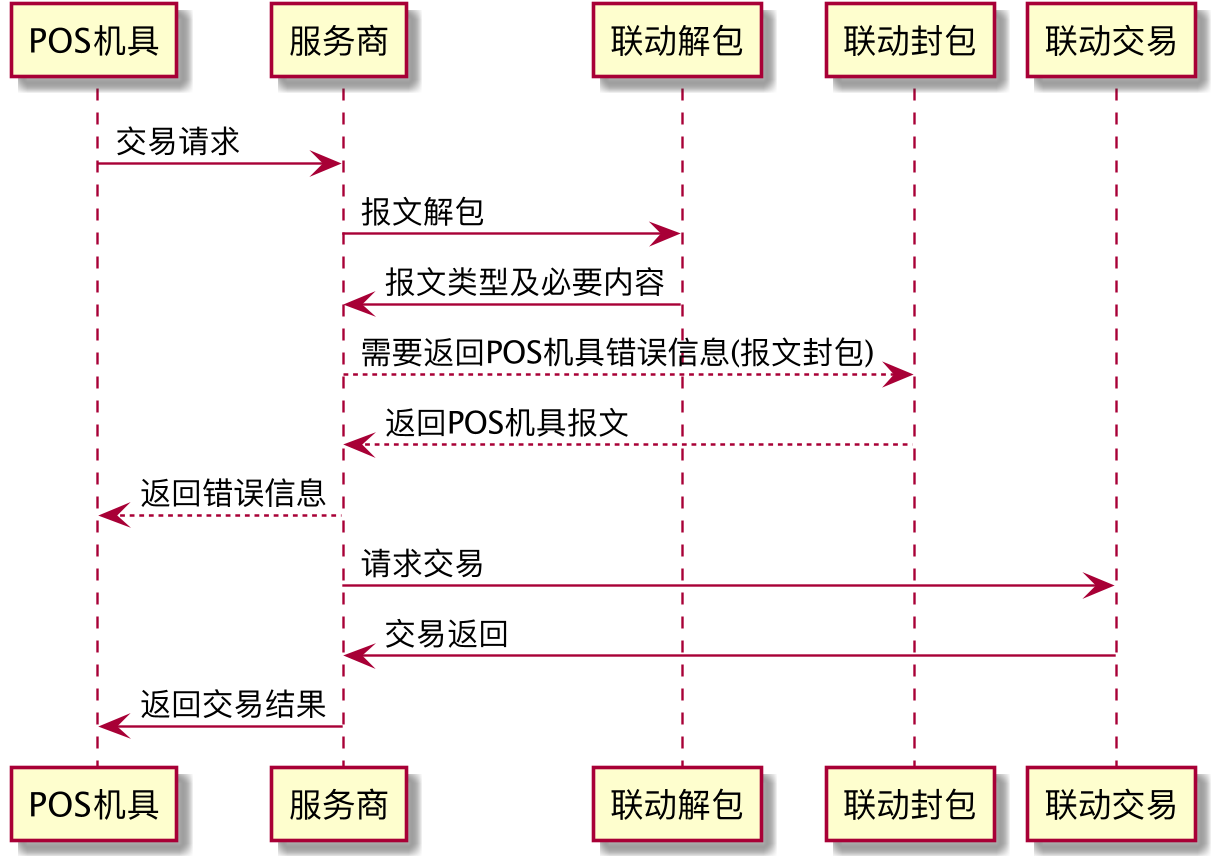 POS机具
服务商
联动解包
联动封包
联动交易
交易请求
报文解包
报文类型及必要内容
需要返回POS机具错误信息(报文封包)
返回POS机具报文
返回错误信息
请求交易
交易返回
返回交易结果
POS机具
服务商
联动解包
联动封包
联动交易